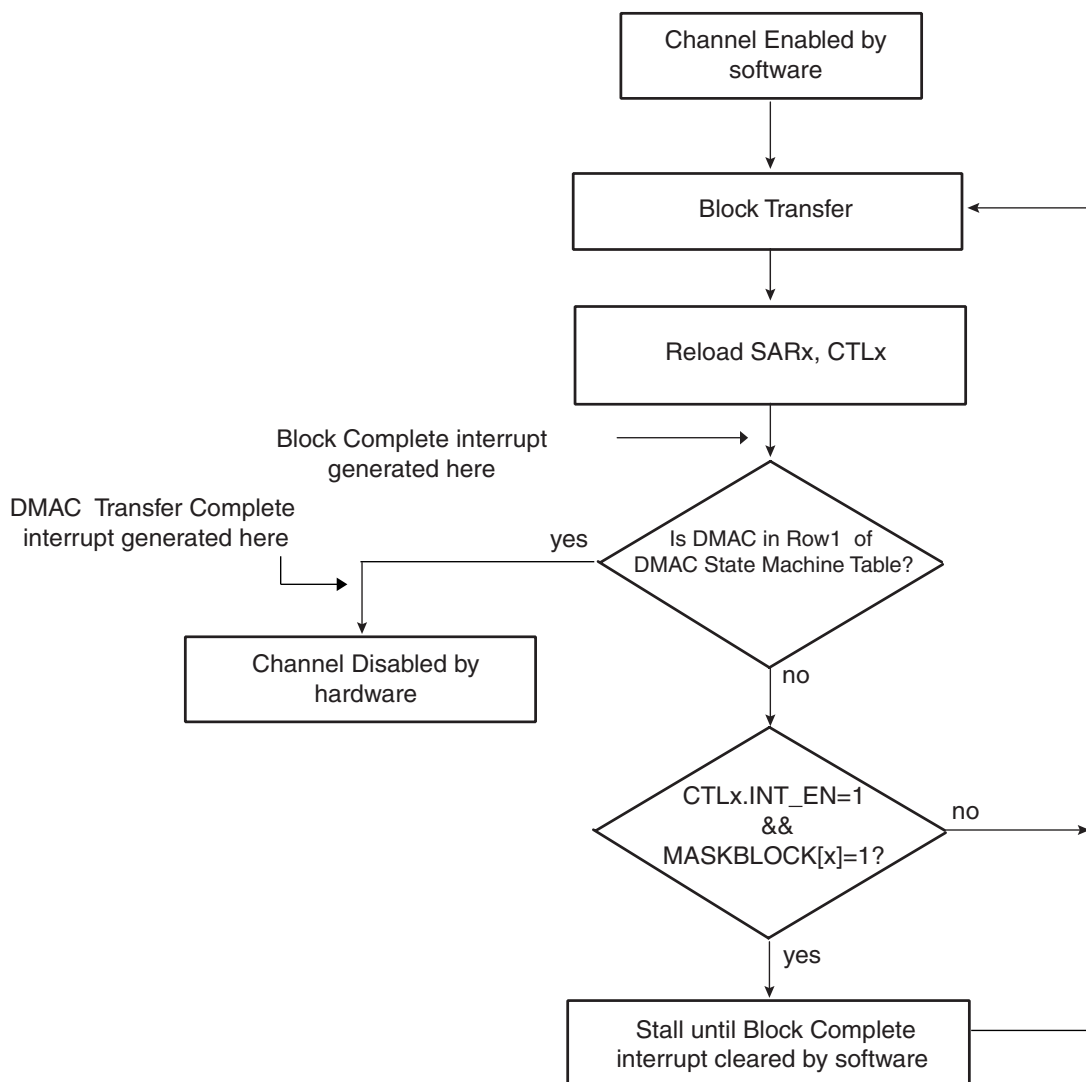 Channel Enabled by
software
Block Transfer
Reload SARx, CTLx
Block Complete interrupt
generated here
DMAC Transfer Complete
interrupt generated here
yes
Is DMAC in Row1 of
DMAC State Machine Table?
Channel Disabled by
hardware
no
CTLx.INT_EN=1
&&
MASKBLOCK[x]=1?
no
yes
Stall until Block Complete
interrupt cleared by software